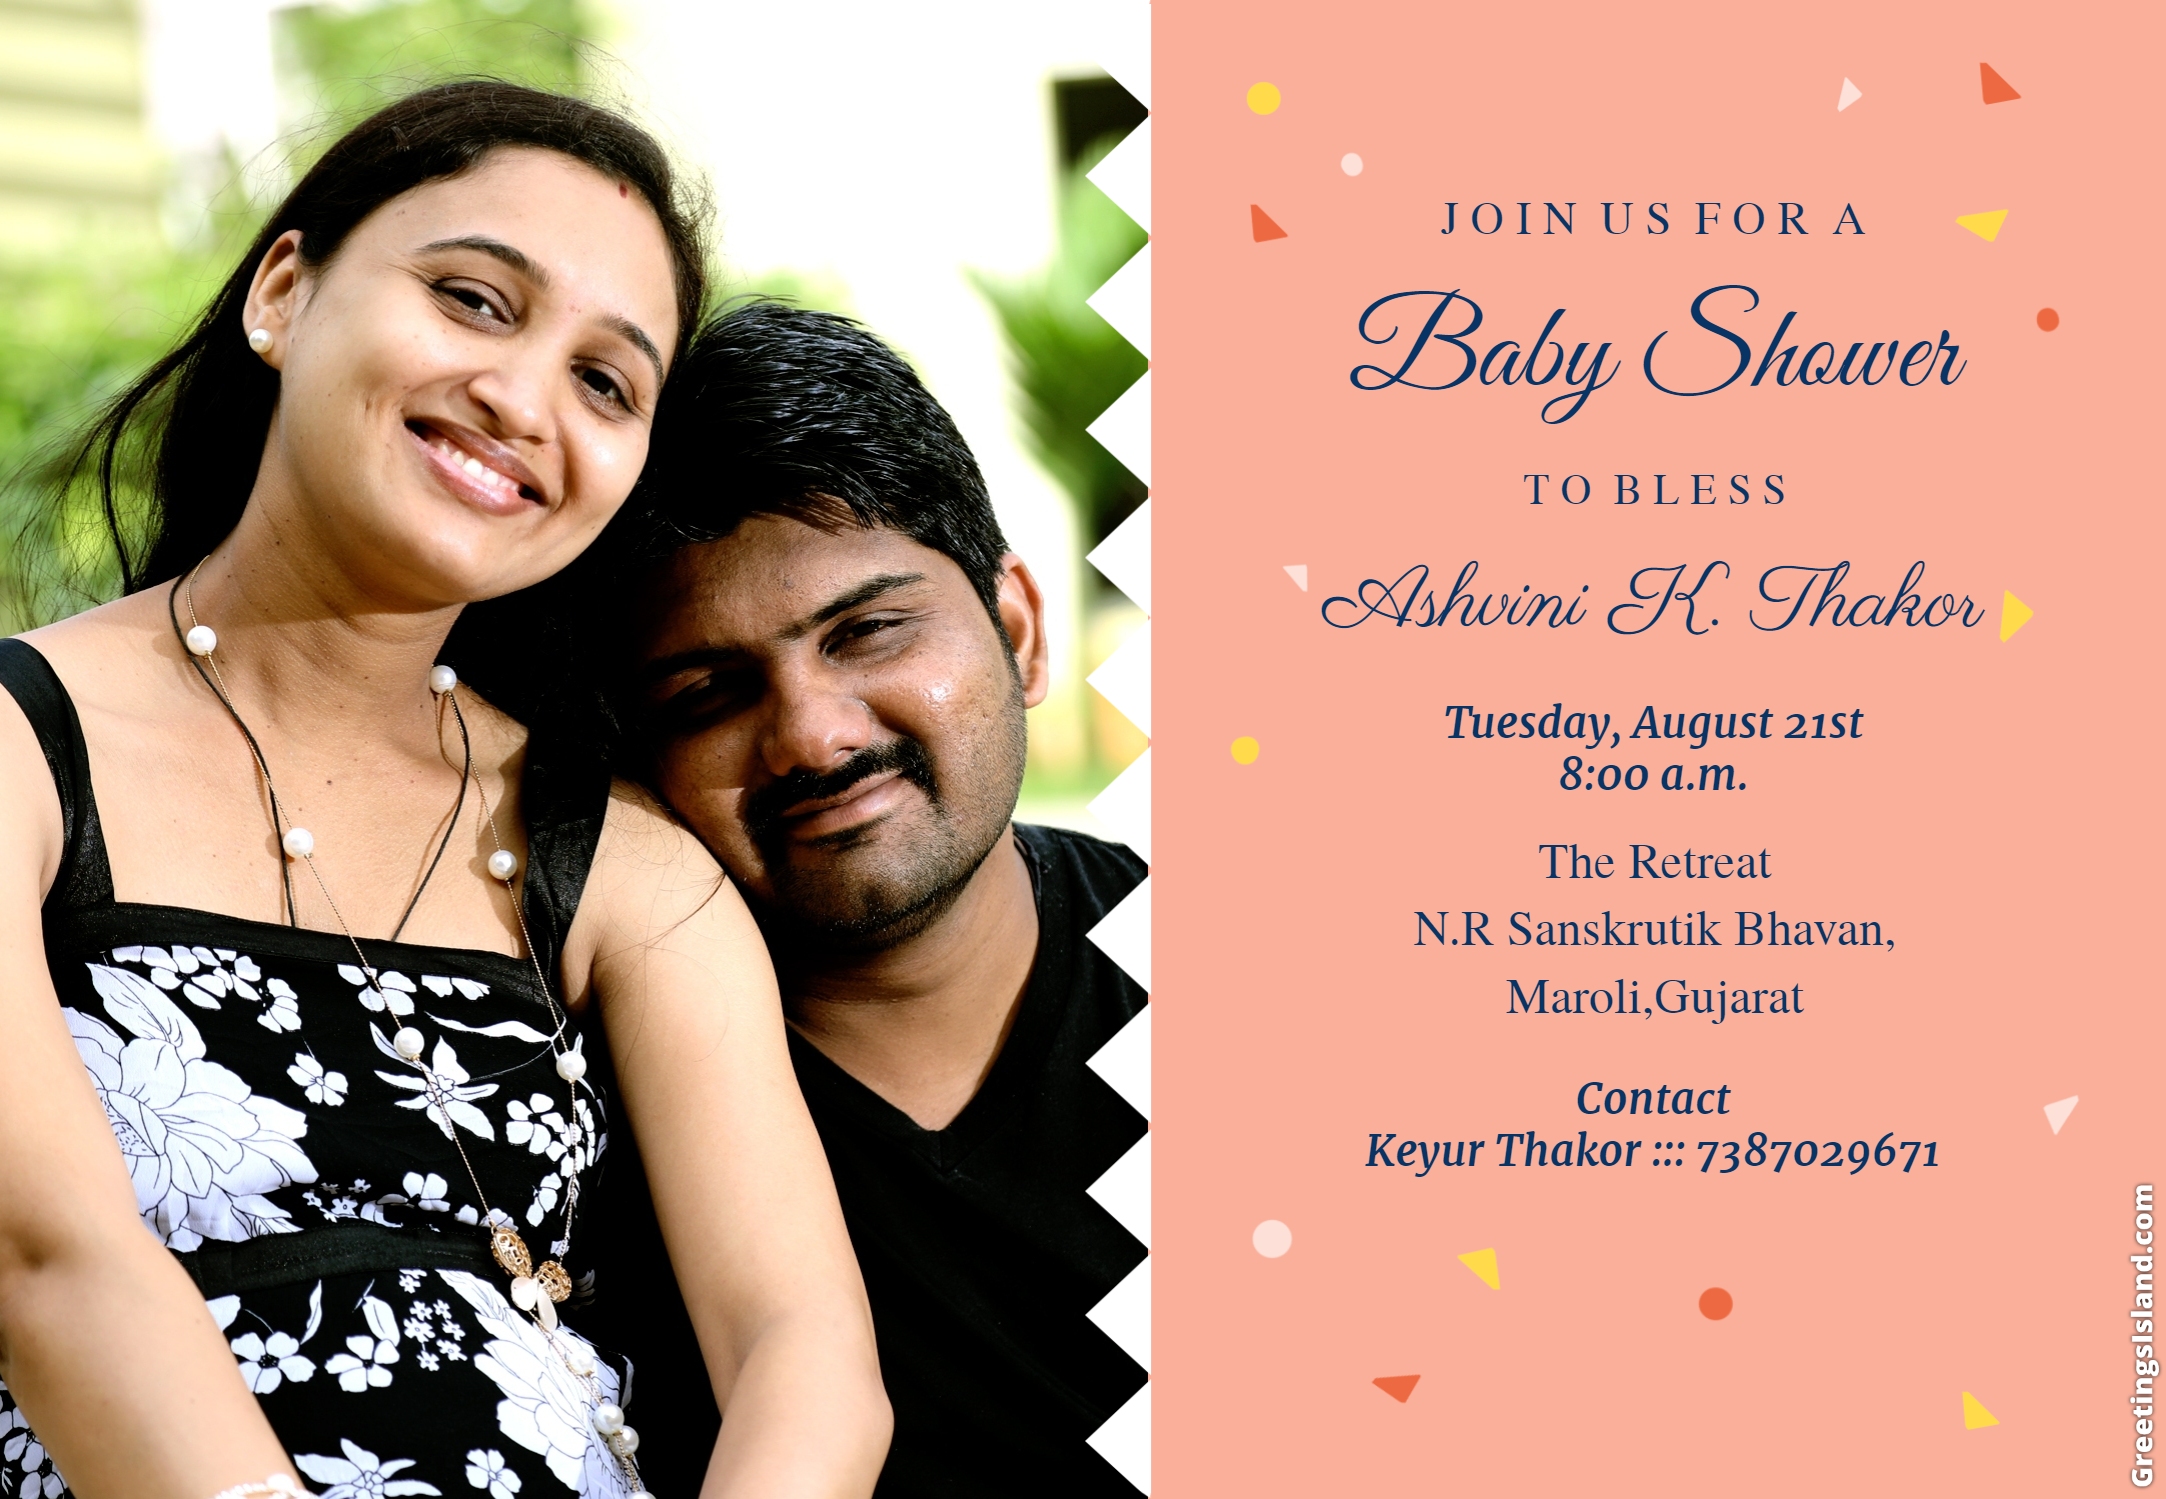 JOIN US FOR A
Baby Shower
TO BLESS
Ashvini K. Thakor
Tuesday, August 21st
8:00 a.m.
The Retreat
N.R Sanskrutik Bhavan,
Maroli,Gujarat
Contact
Keyur Thakor ::: 7387029671
GreetingsIsland.com